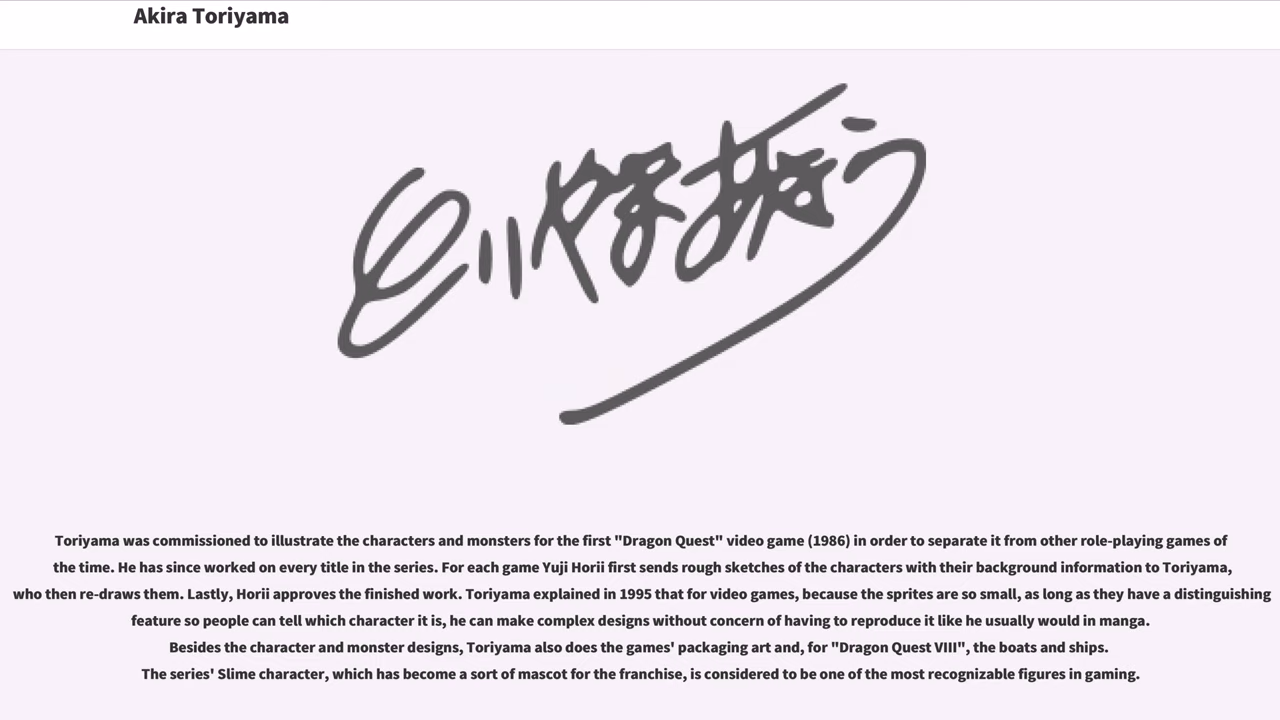 Akira Toriyama
Toriyama was commissioned to illustrate the characters and monsters for the first "Dragon Quest" video game (1986) in order to separate it from other role-playing games of
the time. He has since worked on every title in the series. For each game Yuji Horii first sends rough sketches of the characters with their background information to Toriyama,
who then re-draws them. Lastly, Horii approves the finished work. Toriyama explained in 1995 that for video games, because the sprites are so small, as long as they have a distinguishing
feature so people can tell which character it is, he can make complex designs without concern of having to reproduce it like he usually would in manga.
Besides the character and monster designs, Toriyama also does the games' packaging art and, for "Dragon Quest VIII", the boats and ships.
The series' Slime character, which has become a sort of mascot for the franchise, is considered to be one of the most recognizable figures in gaming.